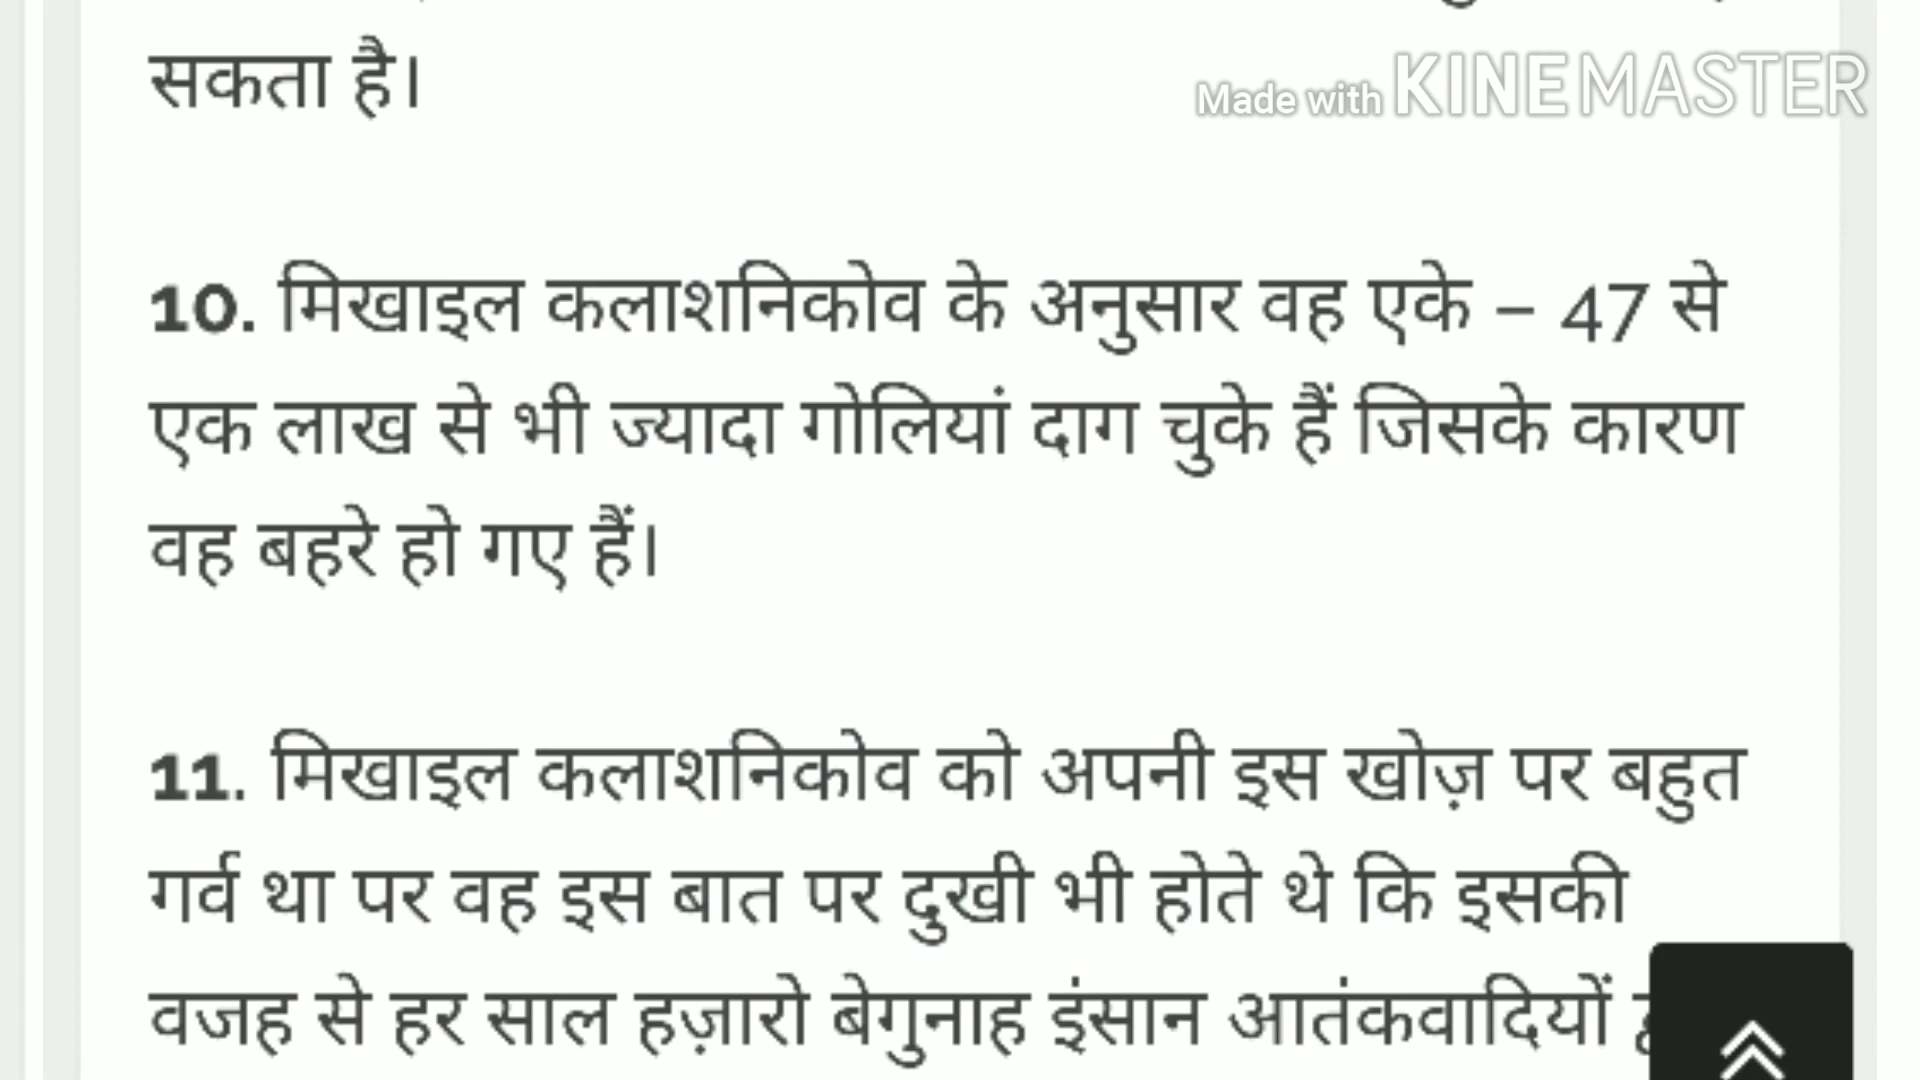 सकता है।
Made with KINEMASTER
10. मिखाइल कलाशनिकोव के अनुसार वह एके – 47 से
एक लाख से भी ज्यादा गोलियां दाग चुके हैं जिसके कारण
वह बहरे हो गए हैं।
11. मिखाइल कलाशनिकोव को अपनी इस खोज़ पर बहुत
गर्व था पर वह इस बात पर दुखी भी होते थे कि इसकी
वजह से हर साल हज़ारो बेगुनाह इंसान आतंकवादियों